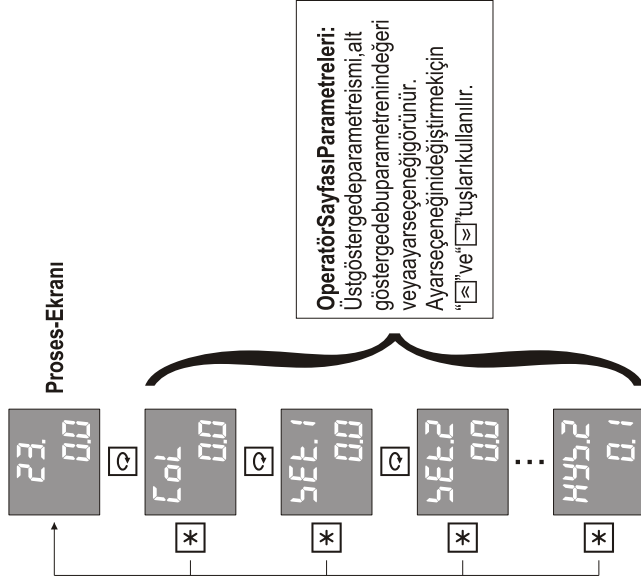 Proses-Ekranı
23.
0.0
CoL
0.0
SEt.1
0.0
SEt.2
0.0
...
HYS.2
0.1
OperatörSayfasıParametreleri:
Üstgöstergedeparametreismi,alt
göstergedebuparametrenindeğeri
veyaayarseçeneğigörünür.
Ayarseçeneğinideğiştirmekiçin
“︽”ve“︾”tuşlarıkullanılır.